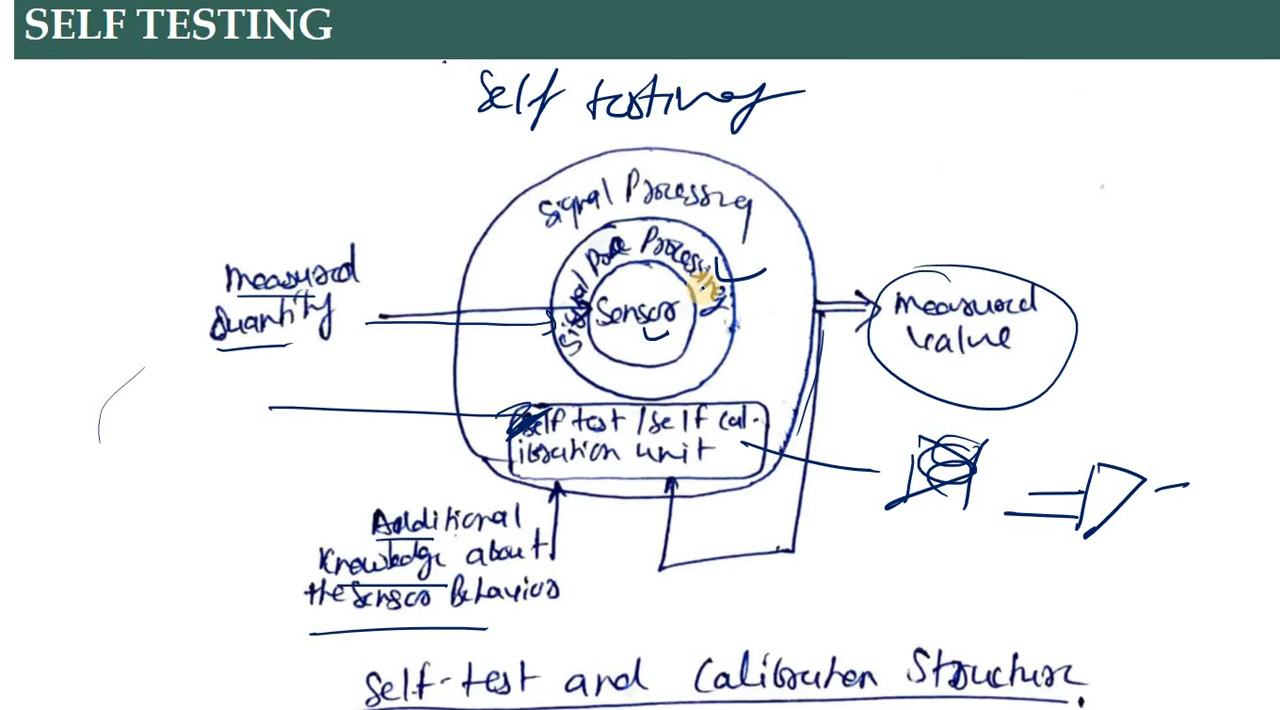 SELF TESTING
Self testing
Signal Processing
Signal Pre Processing
Sensor
Measured
Quantity
measured
value
Self test / Self cal-
ibration unit
Additional
Knowledge about
the Sensor Behavior
Self-test and Calibration Structure.